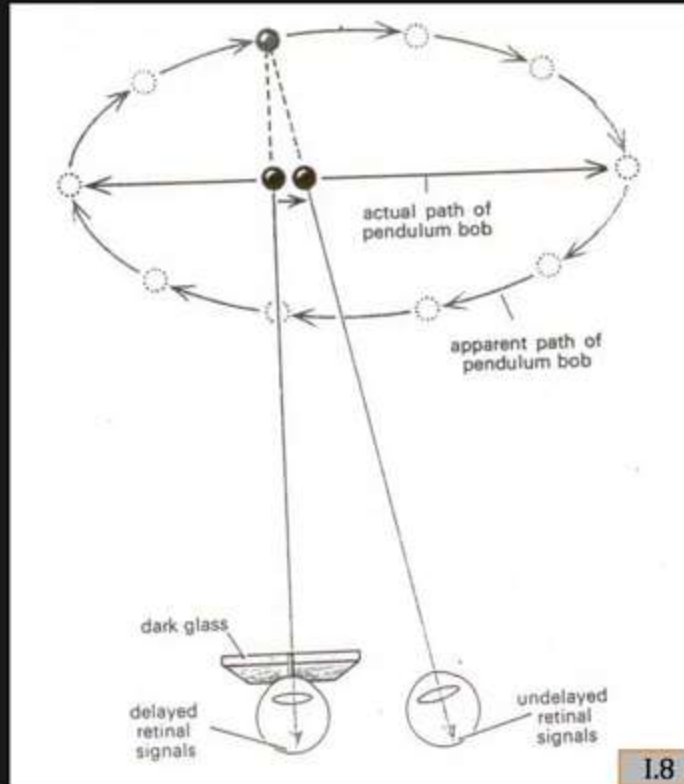 actual path of
pendulum bob
apparent path of
pendulum bob
dark glass
delayed
retinal
signals
undelayed
retinal
signals
I.8